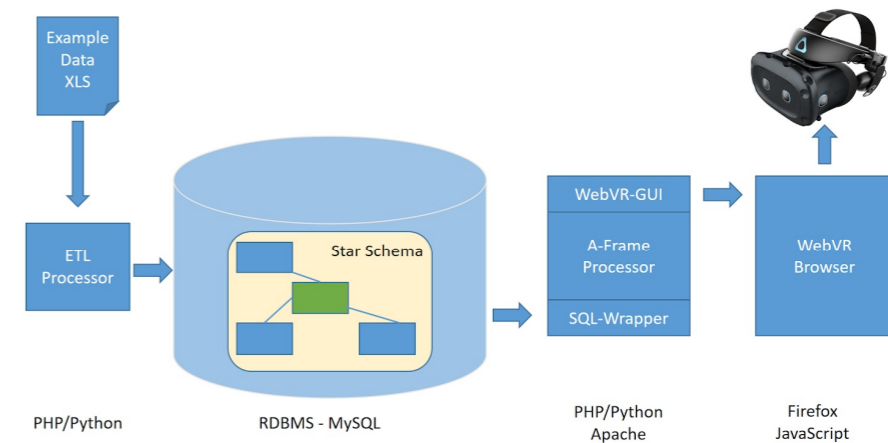 Example
Data
XLS
ETL
Processor
Star Schema
WebVR-GUI
A-Frame
Processor
SQL-Wrapper
WebVR
Browser
PHP/Python
RDBMS - MySQL
PHP/Python
Apache
Firefox
JavaScript